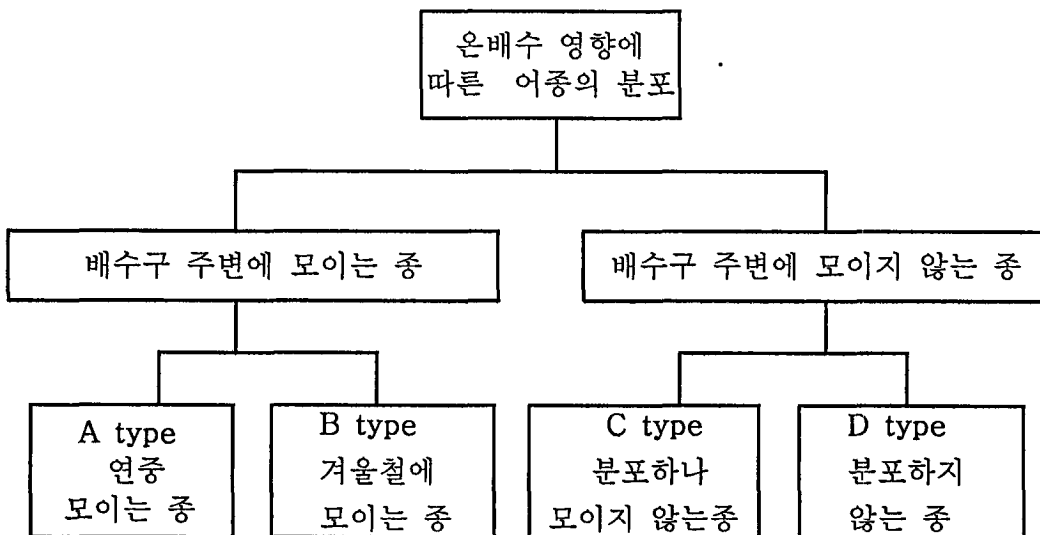 온배수 영향에
따른 어종의 분포
배수구 주변에 모이는 종
배수구 주변에 모이지 않는 종
A type
연중
모이는 종
B type
겨울철에
모이는 종
C type
분포하나
모이지 않는종
D type
분포하지
않는 종